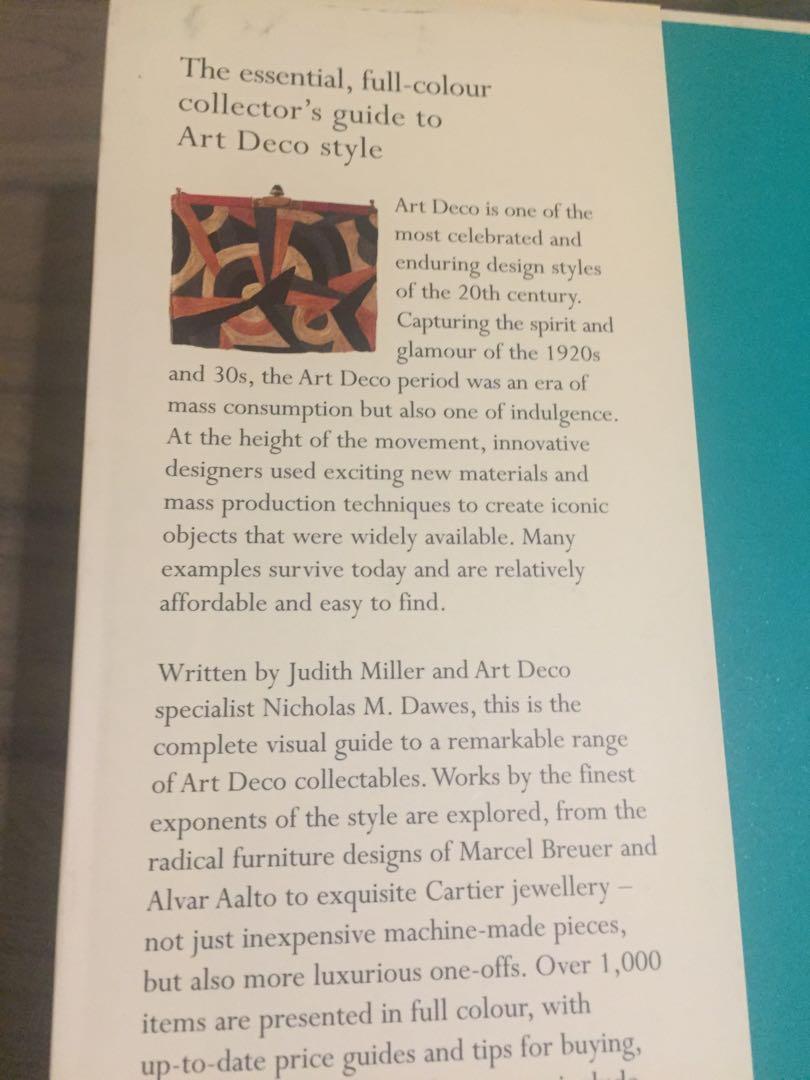 The essential, full-colour
collector's guide to
Art Deco style
Art Deco is one of the
most celebrated and
enduring design styles
of the 20th century.
Capturing the spirit and
glamour of the 1920s
and 30s, the Art Deco period was an era of
mass consumption but also one of indulgence.
At the height of the movement, innovative
designers used exciting new materials and
mass production techniques to create iconic
objects that were widely available. Many
examples survive today and are relatively
affordable and easy to find.
Written by Judith Miller and Art Deco
specialist Nicholas M. Dawes, this is the
complete visual guide to a remarkable range
of Art Deco collectables. Works by the finest
exponents of the style are explored, from the
radical furniture designs of Marcel Breuer and
Alvar Aalto to exquisite Cartier jewellery –
not just inexpensive machine-made pieces,
but also more luxurious one-offs. Over 1,000
items are presented in full colour, with
up-to-date price guides and tips for buying,